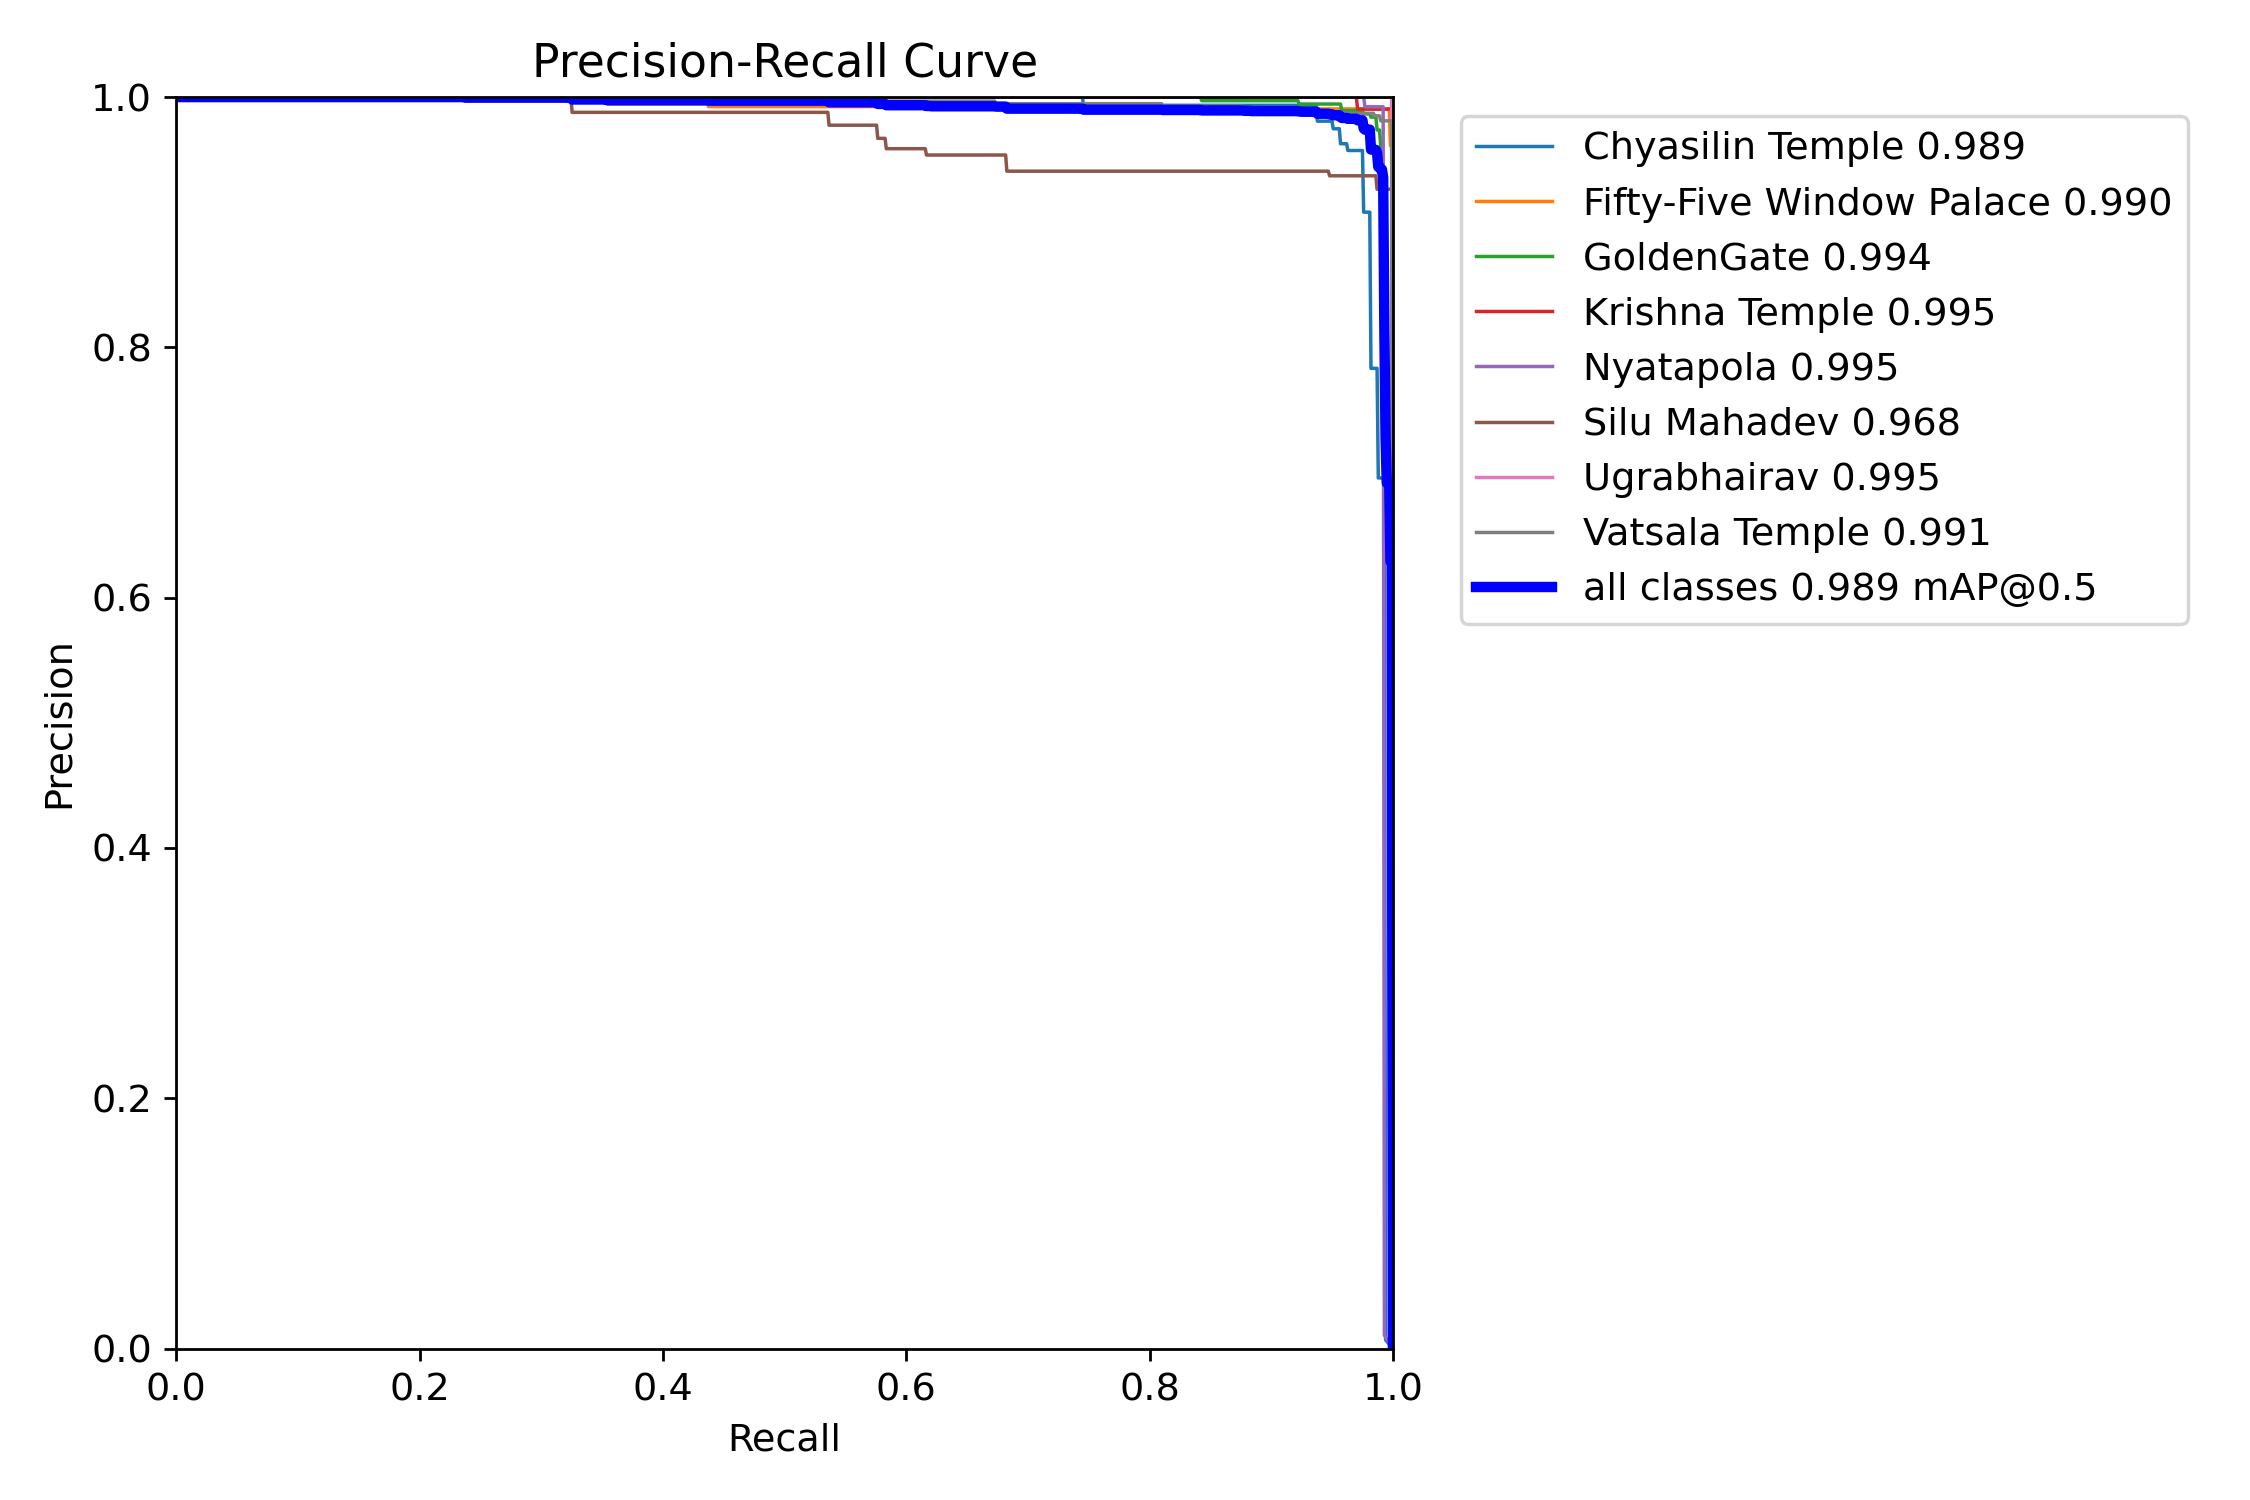 Precision-Recall Curve
1.0
0.8
0.6
0.4
0.2
0.0
Precision
0.0 0.2 0.4 0.6 0.8 1.0
Recall
Chyasilin Temple 0.989
Fifty-Five Window Palace 0.990
GoldenGate 0.994
Krishna Temple 0.995
Nyatapola 0.995
Silu Mahadev 0.968
Ugrabhairav 0.995
Vatsala Temple 0.991
all classes 0.989 mAP@0.5